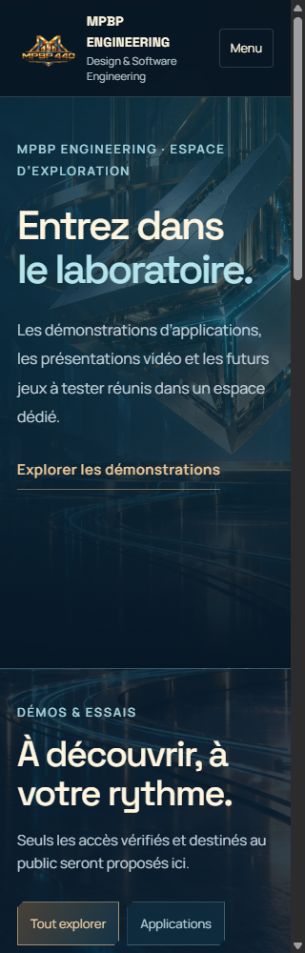 MPBP440
MPBP
ENGINEERING
Design & Software
Engineering
Menu
MPBP ENGINEERING · ESPACE
D'EXPLORATION
Entrez dans
le laboratoire.
Les démonstrations d'applications,
les présentations vidéo et les futurs
jeux à tester réunis dans un espace
dédié.
Explorer les démonstrations
DÉMOS & ESSAIS
À découvrir, à
votre rythme.
Seuls les accès vérifiés et destinés au
public seront proposés ici.
Tout explorer
Applications